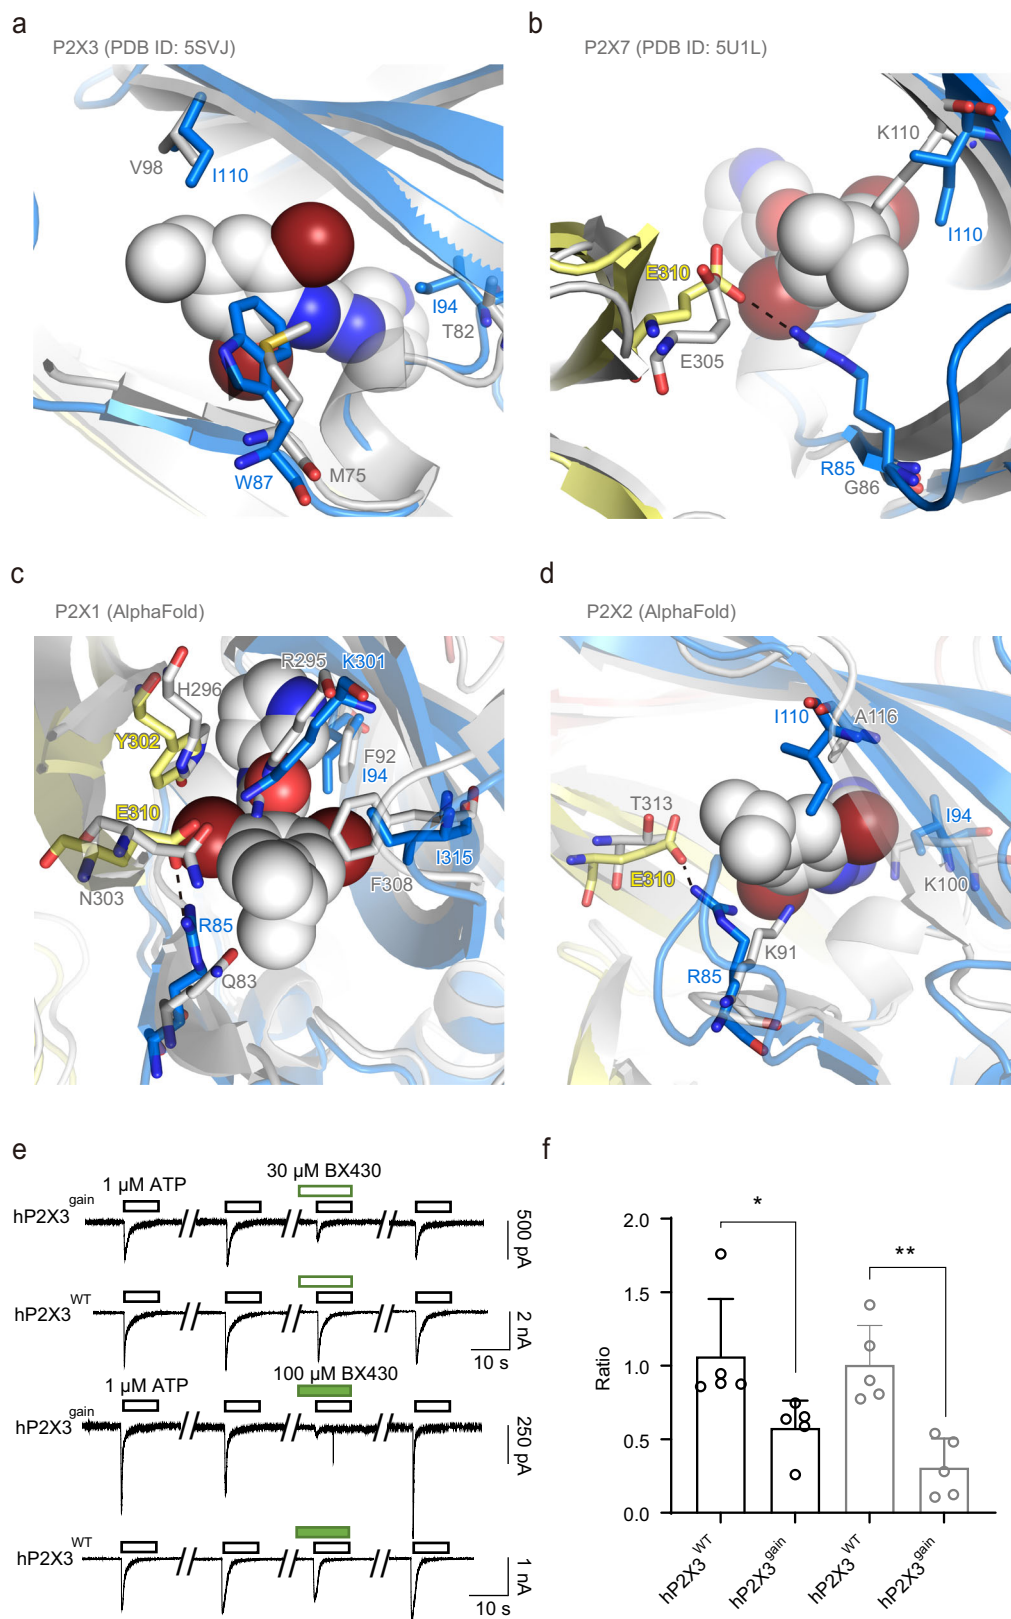 a
P2X3 (PDB ID: 5SVJ)
V98
I110
I94
T82
M75
W87
b
P2X7 (PDB ID: 5U1L)
K110
I110
E310
E305
R85
G86
c
P2X1 (AlphaFold)
R295
K301
H296
Y302
F92
I94
E310
I315
N303
F308
R85
Q83
d
P2X2 (AlphaFold)
I110
A116
T313
I94
E310
K100
K91
R85
e
1 μM ATP
30 μM BX430
hP2X3gain
500 pA
hP2X3WT
2 nA
10 s
1 μM ATP
100 μM BX430
hP2X3gain
250 pA
hP2X3WT
1 nA
10 s
f
*
**
2.0
1.5
1.0
0.5
0.0
Ratio
hP2X3WT
hP2X3gain
hP2X3WT
hP2X3gain